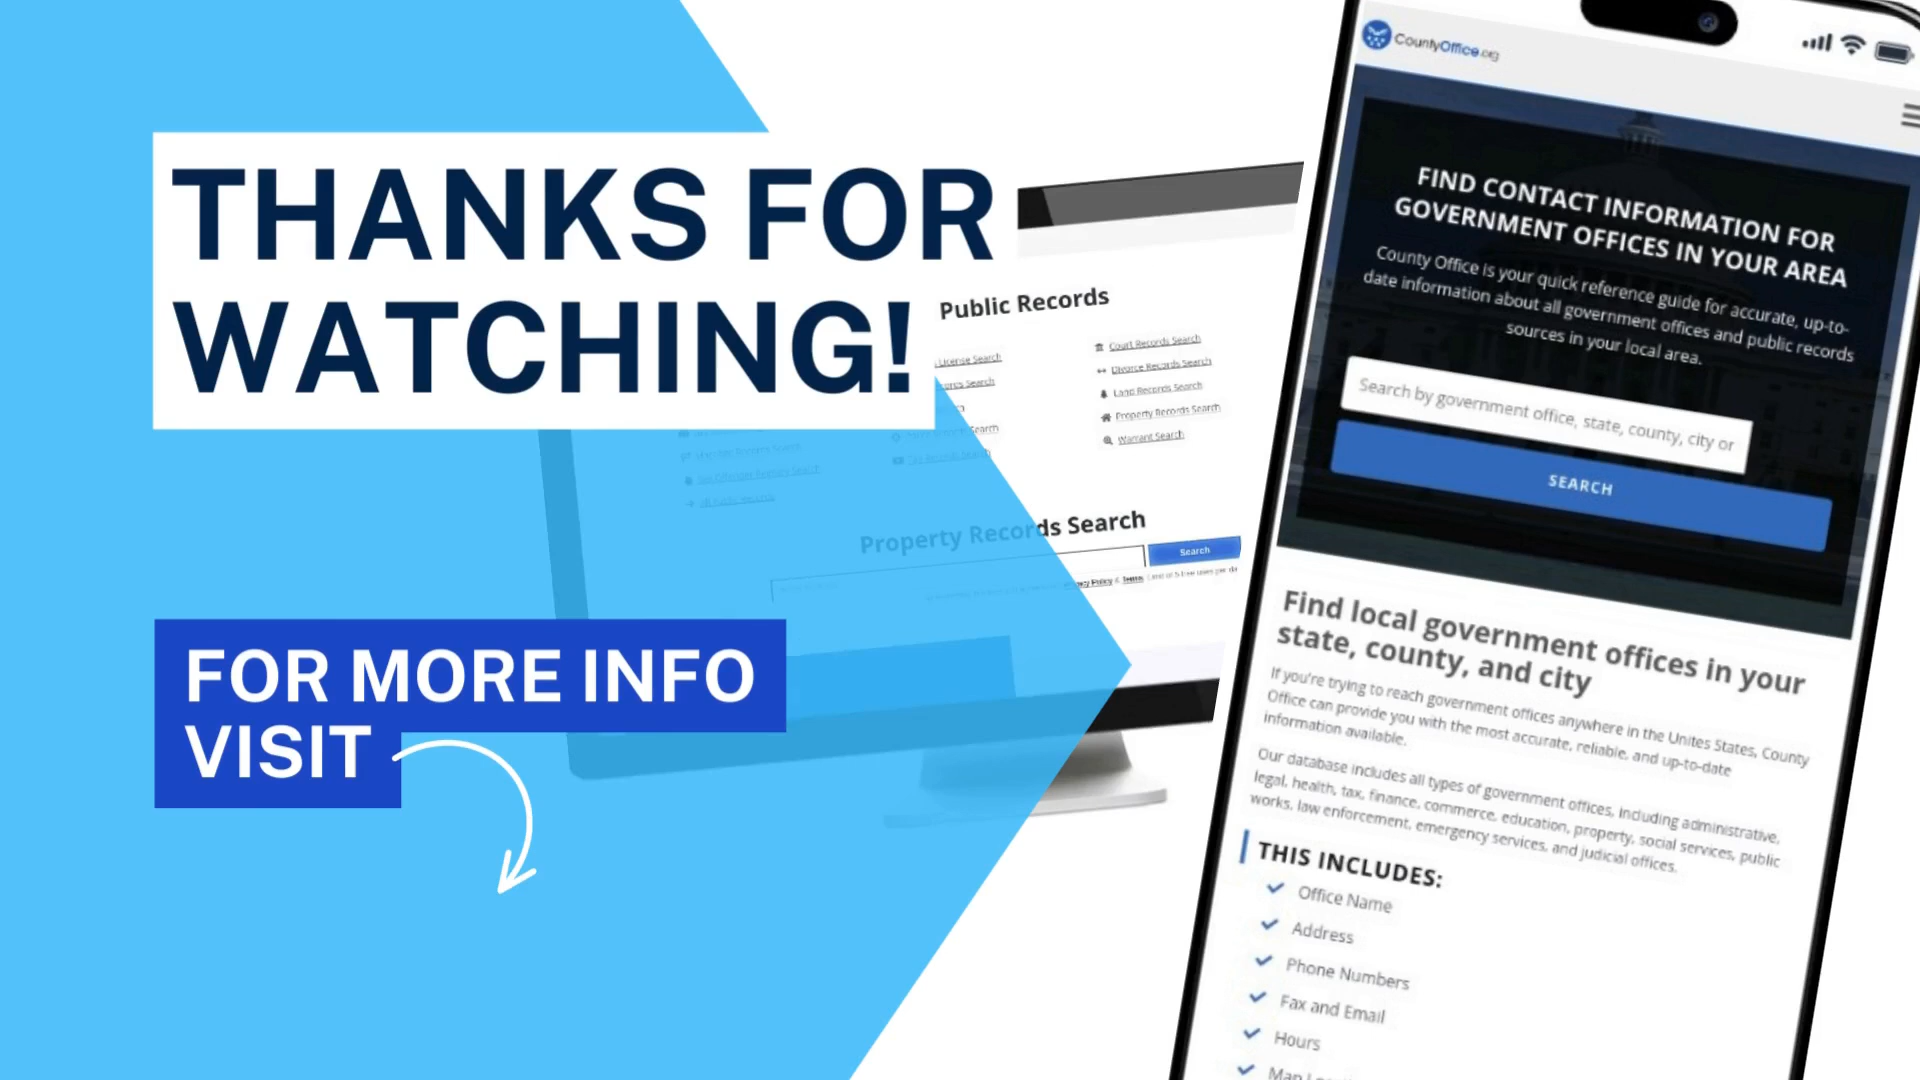 THANKS FOR
WATCHING!
FOR MORE INFO
VISIT
Public Records
License Search
Search
Search
Court Records Search
Divorce Records Search
Land Records Search
Property Records Search
Warrant Search
Property Records Search
Search
Policy & Terms
CountyOffice.org
FIND CONTACT INFORMATION FOR
GOVERNMENT OFFICES IN YOUR AREA
County Office is your quick reference guide for accurate, up-to-
date information about all government offices and public records
sources in your local area.
Search by government office, state, county, city or
SEARCH
Find local government offices in your
state, county, and city
If you're trying to reach government offices anywhere in the Unites States, County
Office can provide you with the most accurate, reliable, and up-to-date
information available.
Our database includes all types of government offices, including administrative,
legal, health, tax, finance, commerce, education, property, social services, public
works, law enforcement, emergency services, and judicial offices.
THIS INCLUDES:
Office Name
Address
Phone Numbers
Fax and Email
Hours
Map